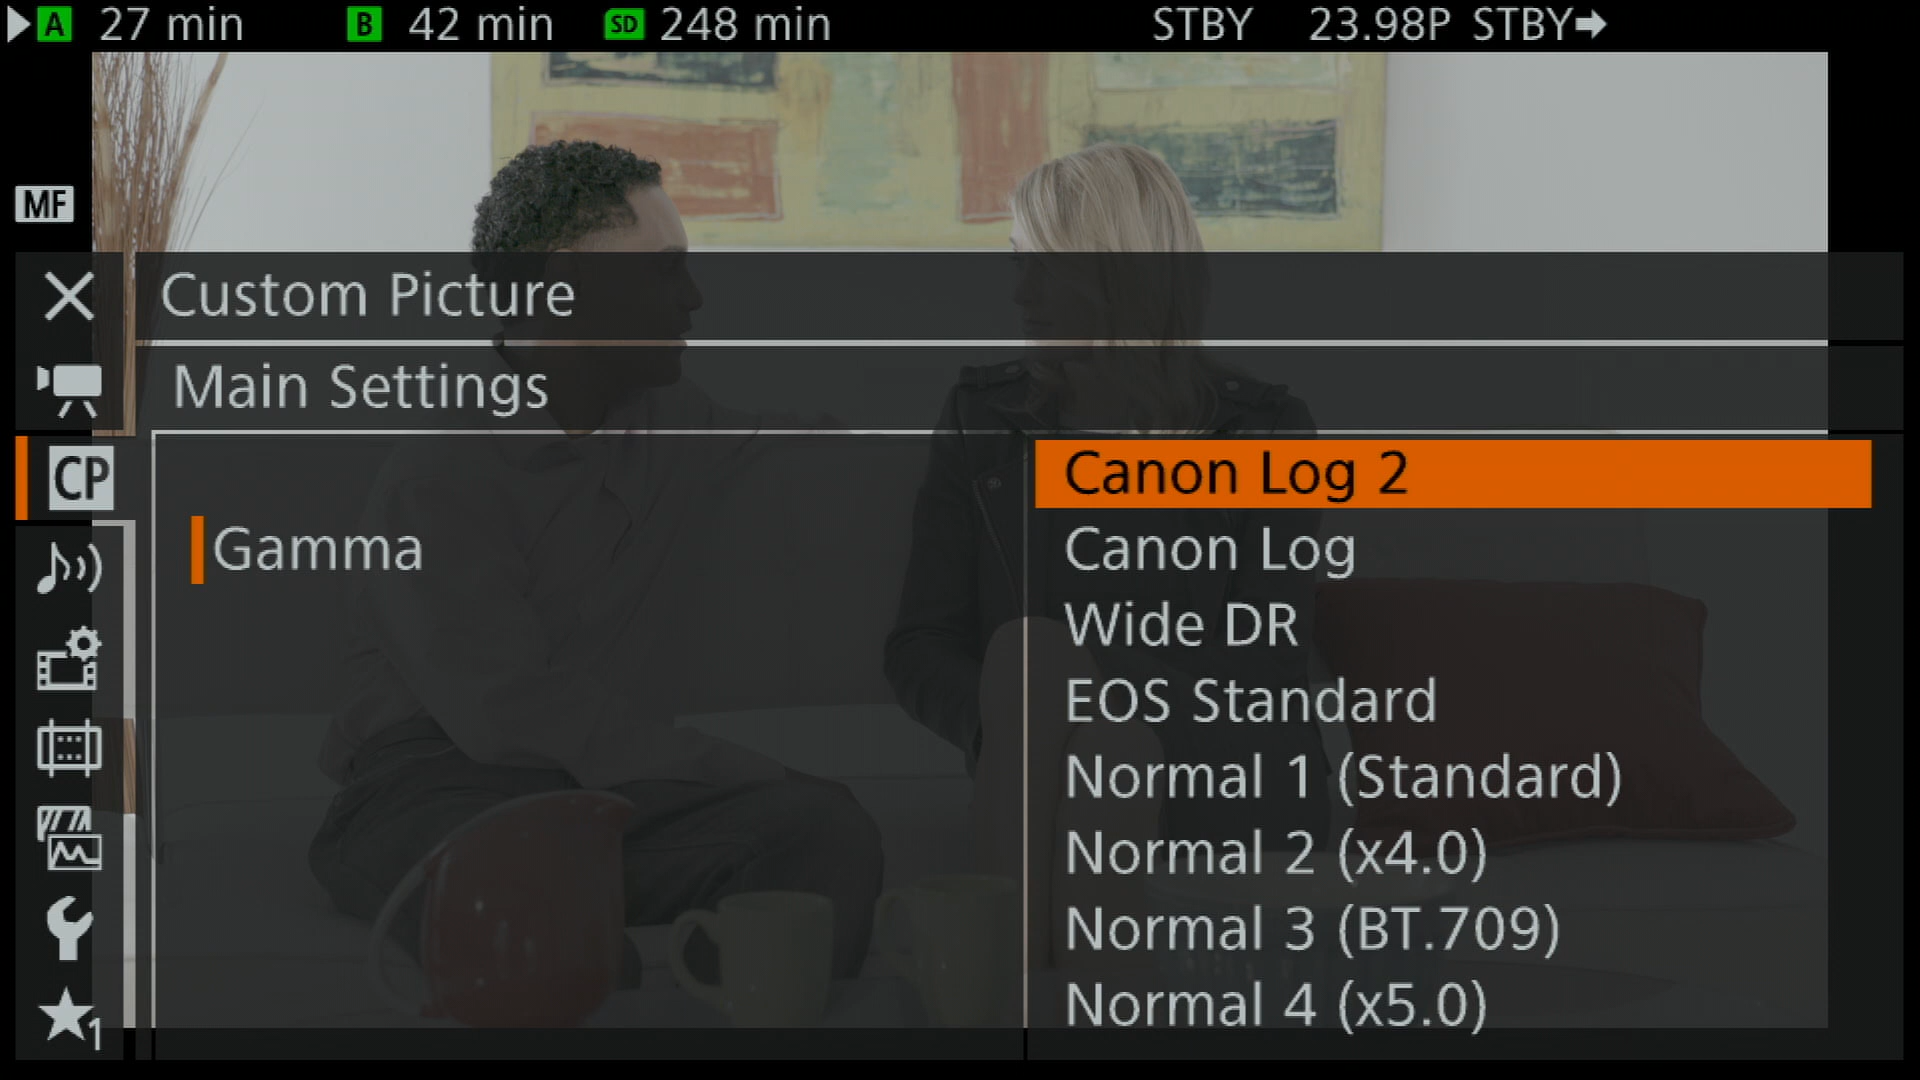 A 27 min B 42 min SD 248 min STBY 23.98P STBY
MF
Custom Picture
Main Settings
CP
Gamma
Canon Log 2
Canon Log
Wide DR
EOS Standard
Normal 1 (Standard)
Normal 2 (x4.0)
Normal 3 (BT.709)
Normal 4 (x5.0)
1